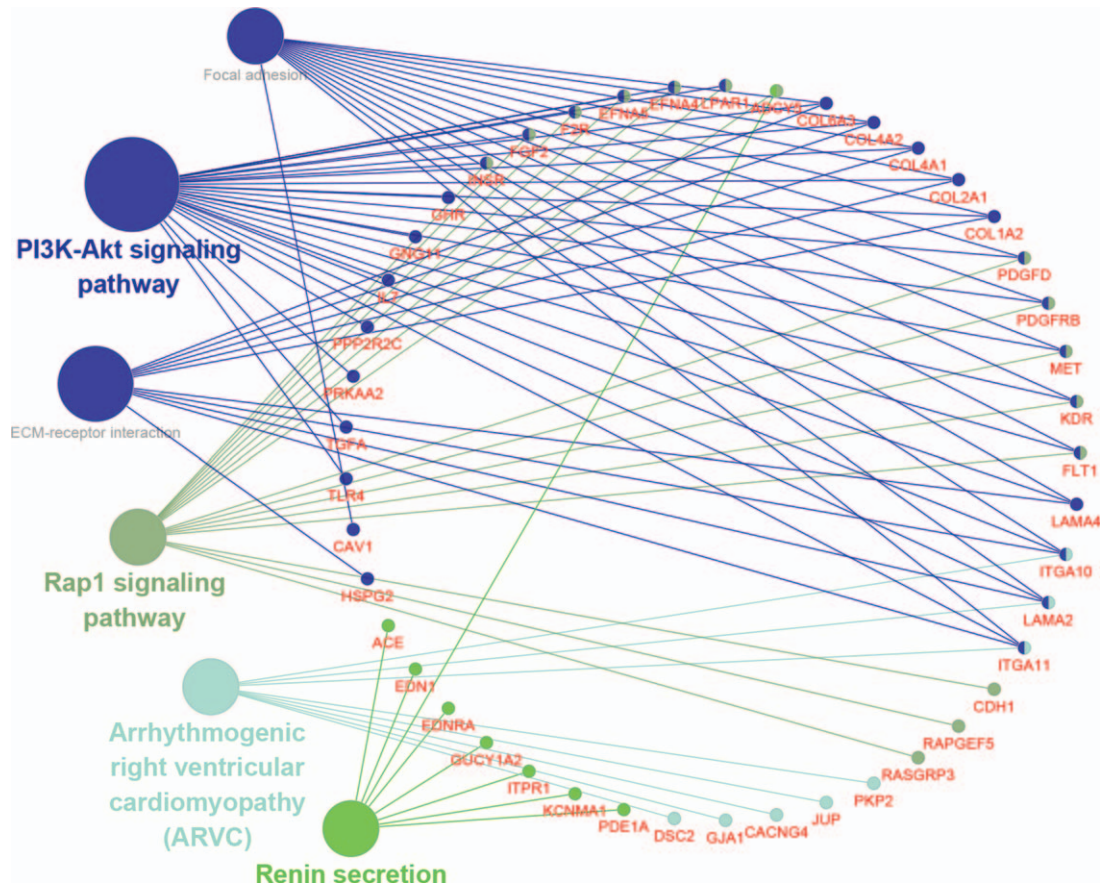 Focal adhesion
PI3K-Akt signaling
pathway
ECM-receptor interaction
Rap1 signaling
pathway
Arrhythmogenic
right ventricular
cardiomyopathy
(ARVC)
Renin secretion
EFNA4
LPAR1
ADCY5
EFNA5
F2R
FGF2
INSR
GHR
GNG11
IL7
PPP2R2C
PRKAA2
TGFA
TLR4
CAV1
HSPG2
ACE
EDN1
EDNRA
GUCY1A2
ITPR1
KCNMA1
PDE1A
DSC2
GJA1
CACNG4
JUP
PKP2
RASGRP3
RAPGEF5
CDH1
ITGA11
LAMA2
ITGA10
LAMA4
FLT1
KDR
MET
PDGFRB
PDGFD
COL1A2
COL2A1
COL4A1
COL4A2
COL6A3